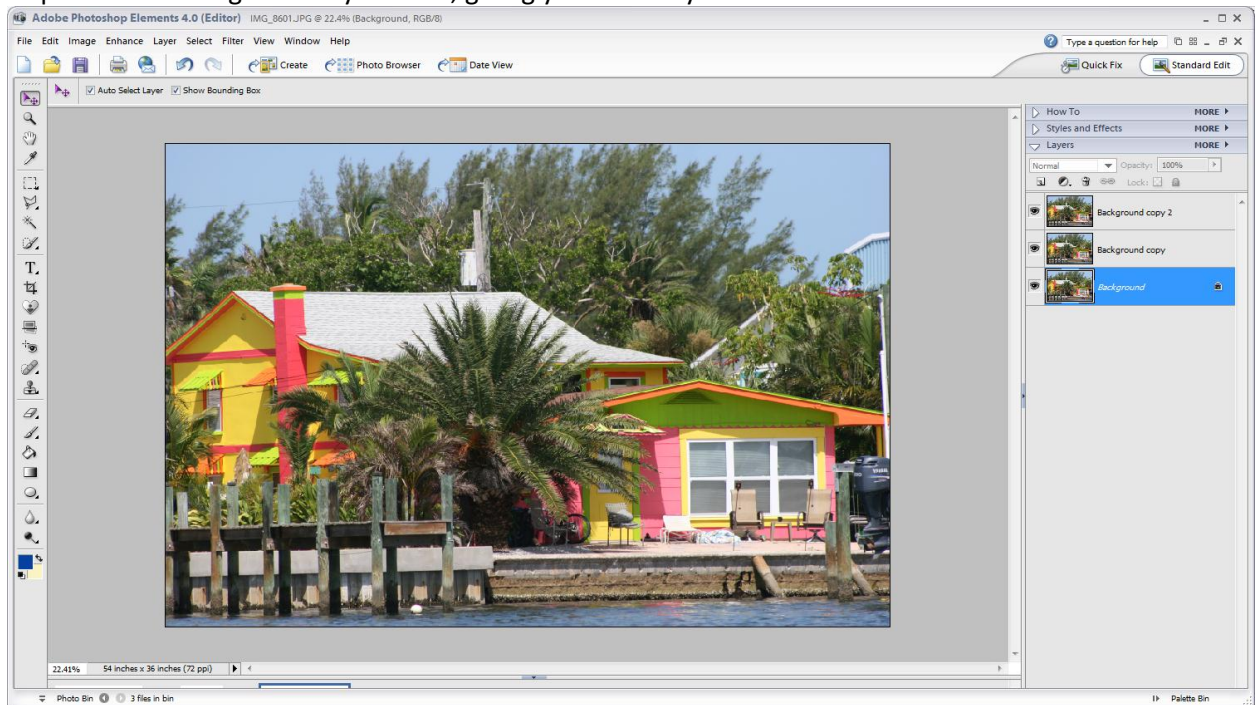 Adobe Photoshop Elements 4.0 (Editor) IMG_8601.JPG @ 22.4% (Background, RGB/8)
File Edit Image Enhance Layer Select Filter View Window Help
Type a question for help
Create Photo Browser Date View
Quick Fix Standard Edit
Auto Select Layer Show Bounding Box
How To MORE
Styles and Effects MORE
Layers MORE
Normal Opacity: 100%
Lock:
Background copy 2
Background copy
Background
22.41% 54 inches x 36 inches (72 ppi)
Photo Bin 3 files in bin
Palette Bin